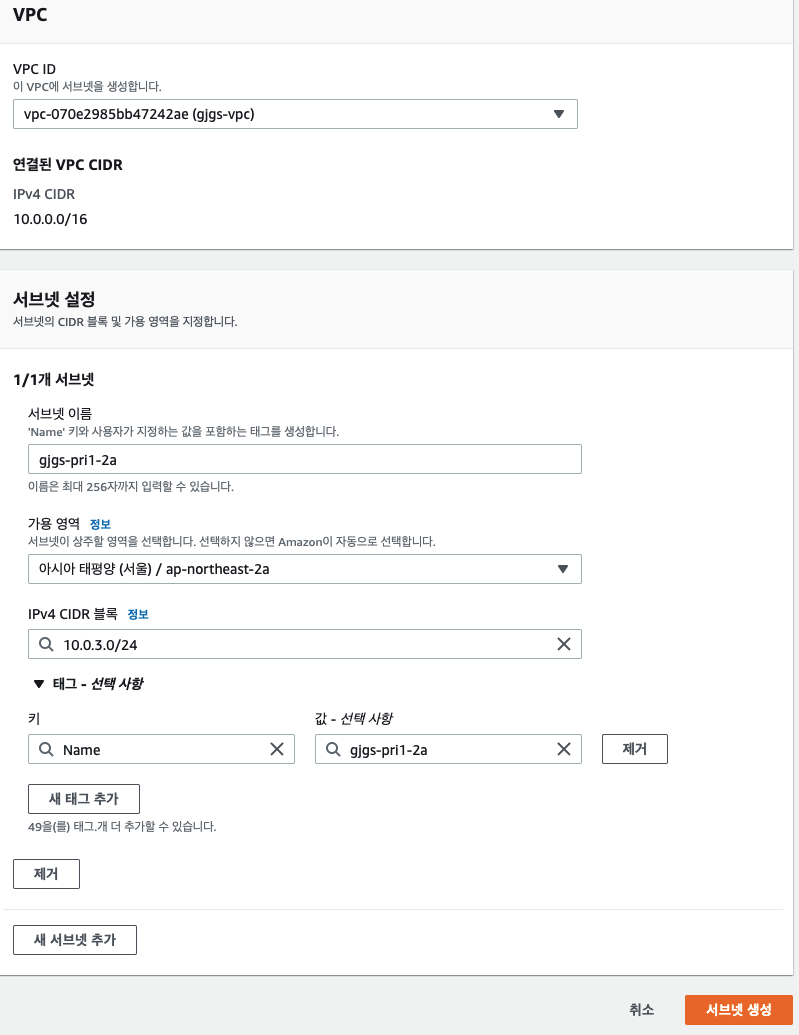 VPC
VPC ID
이 VPC에 서브넷을 생성합니다.
vpc-070e2985bb47242ae (gjgs-vpc)
연결된 VPC CIDR
IPv4 CIDR
10.0.0.0/16
서브넷 설정
서브넷의 CIDR 블록 및 가용 영역을 지정합니다.
1/1개 서브넷
서브넷 이름
'Name' 키와 사용자가 지정하는 값을 포함하는 태그를 생성합니다.
gjgs-pri1-2a
이름은 최대 256자까지 입력할 수 있습니다.
가용 영역 정보
서브넷이 상주할 영역을 선택합니다. 선택하지 않으면 Amazon이 자동으로 선택합니다.
아시아 태평양 (서울) / ap-northeast-2a
IPv4 CIDR 블록 정보
10.0.3.0/24
태그 - 선택 사항
키 값 - 선택 사항
Name gjgs-pri1-2a 제거
새 태그 추가
49을(를) 태그.개 더 추가할 수 있습니다.
제거
새 서브넷 추가
취소 서브넷 생성